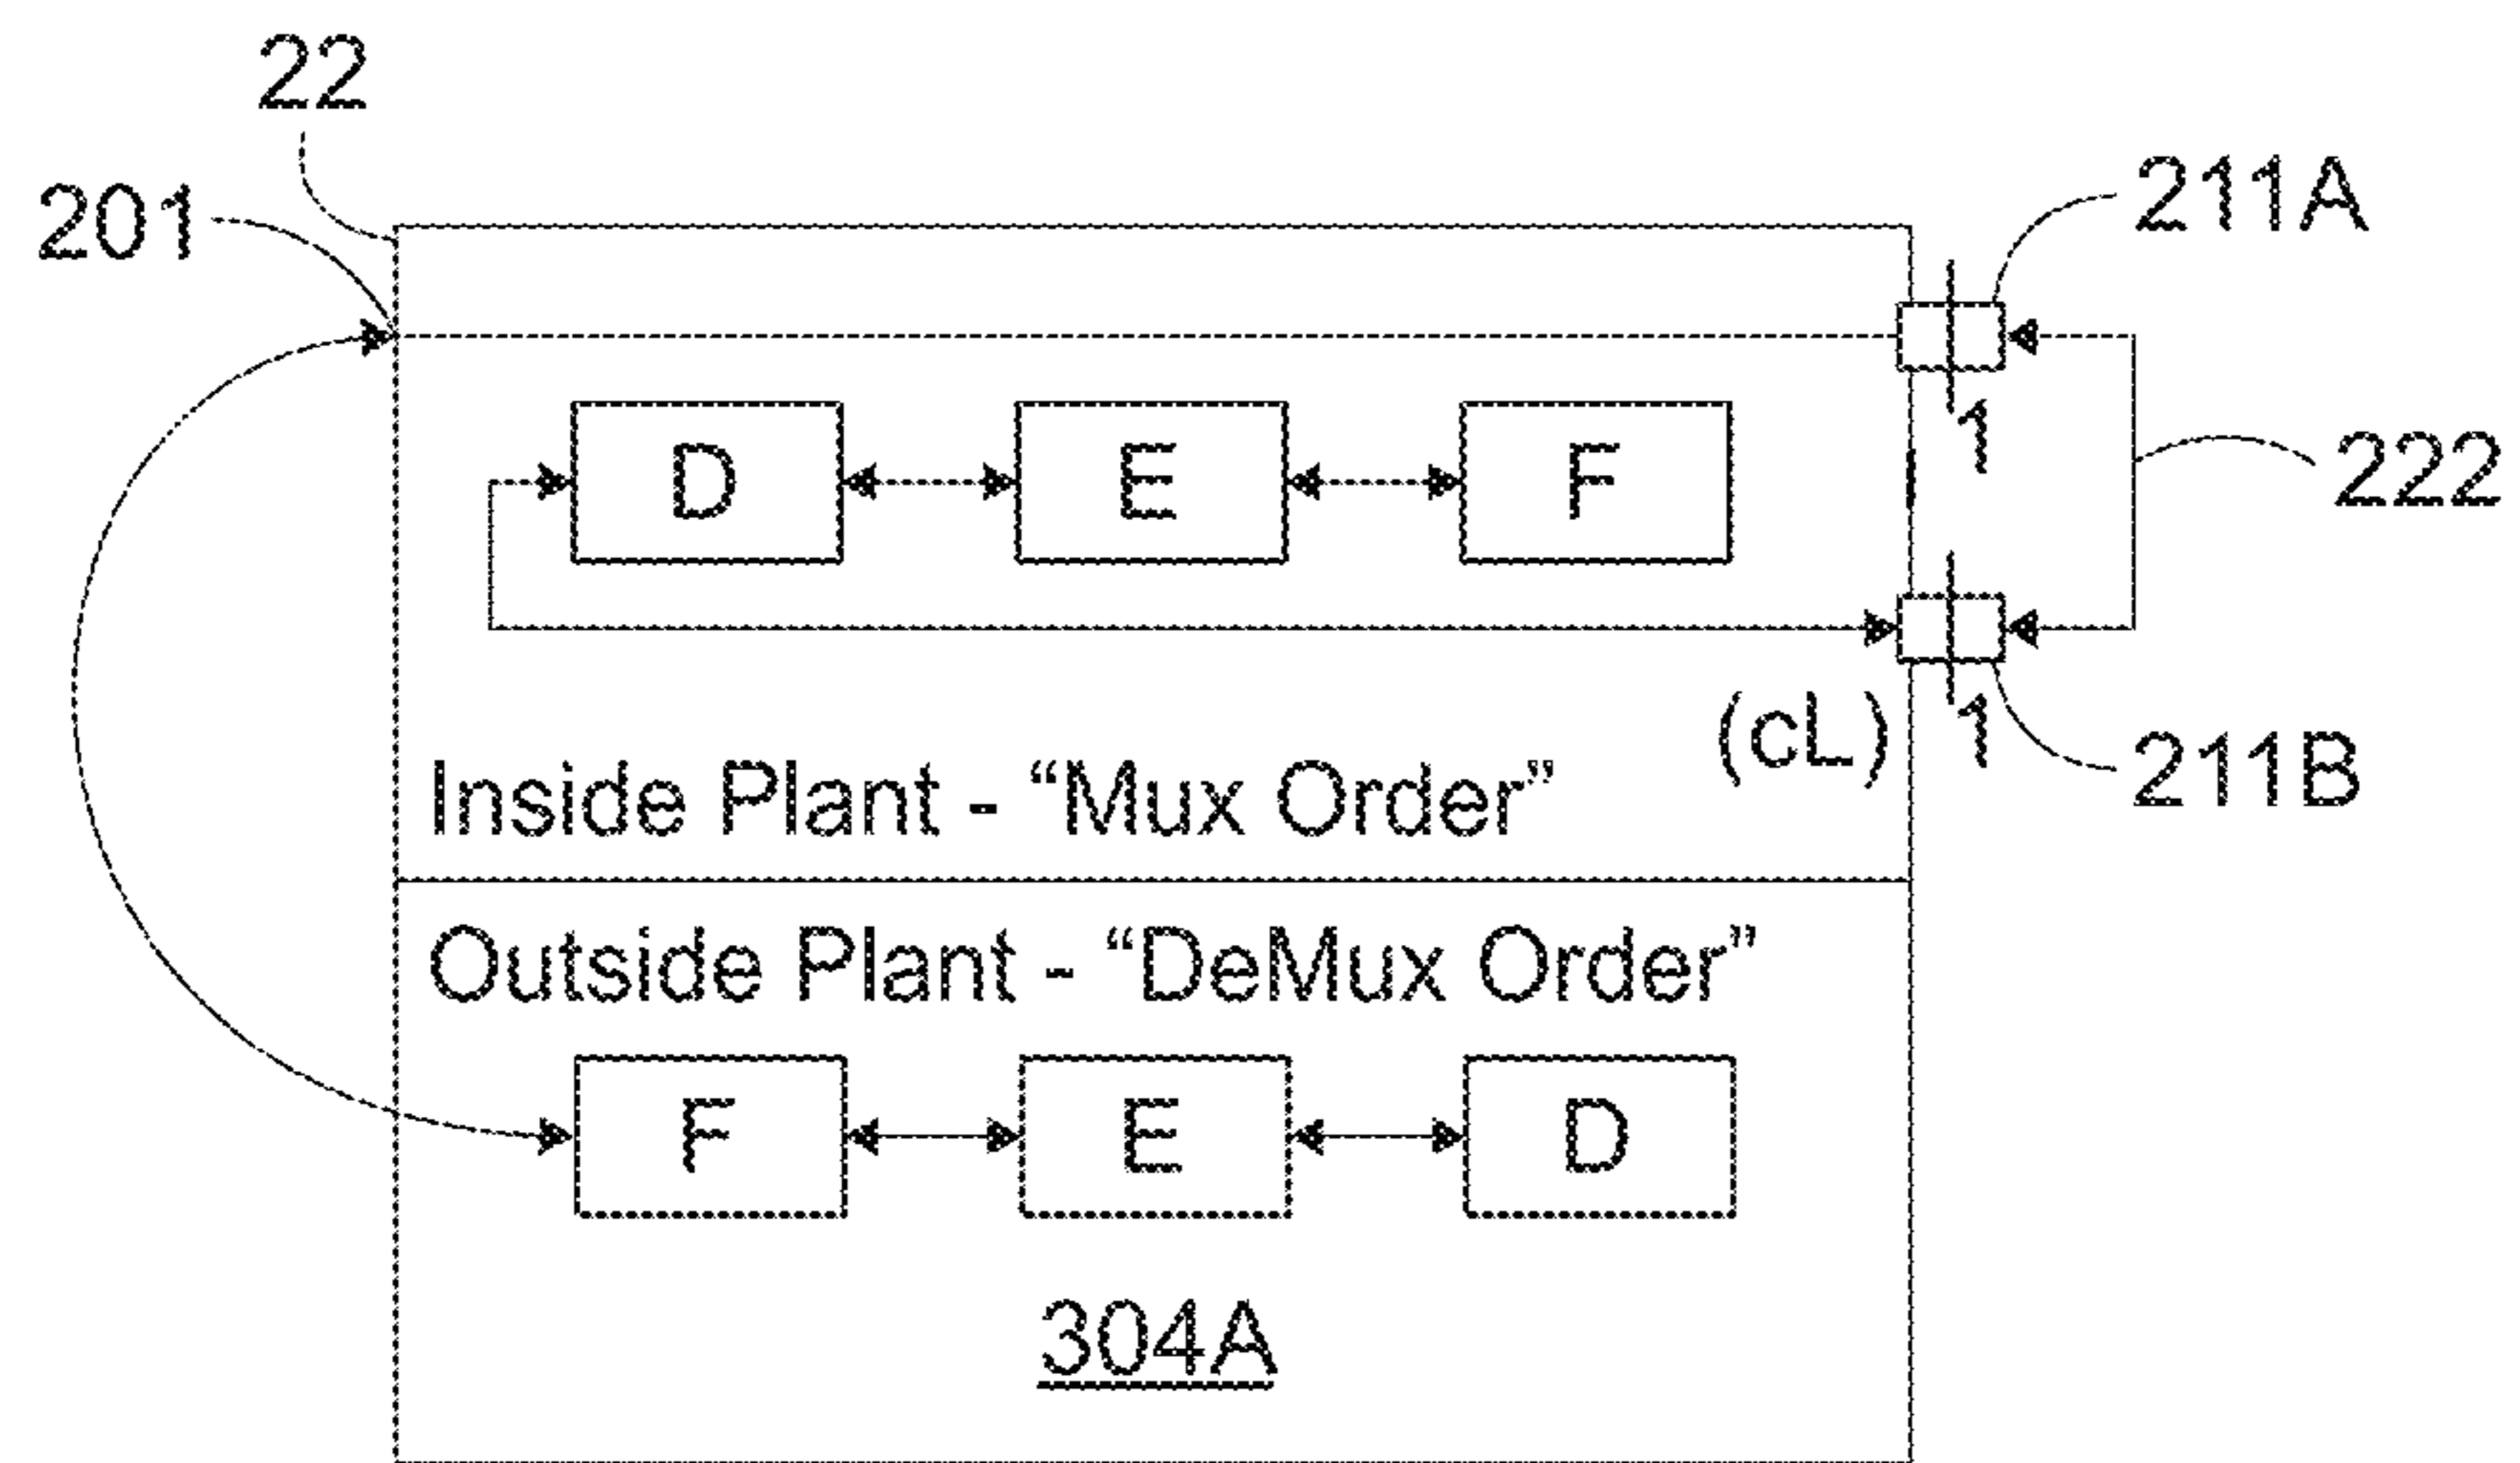 22
201
211A
D E F
1
222
(cL)
1
211B
Inside Plant - “Mux Order”
Outside Plant - “DeMux Order”
F E D
304A